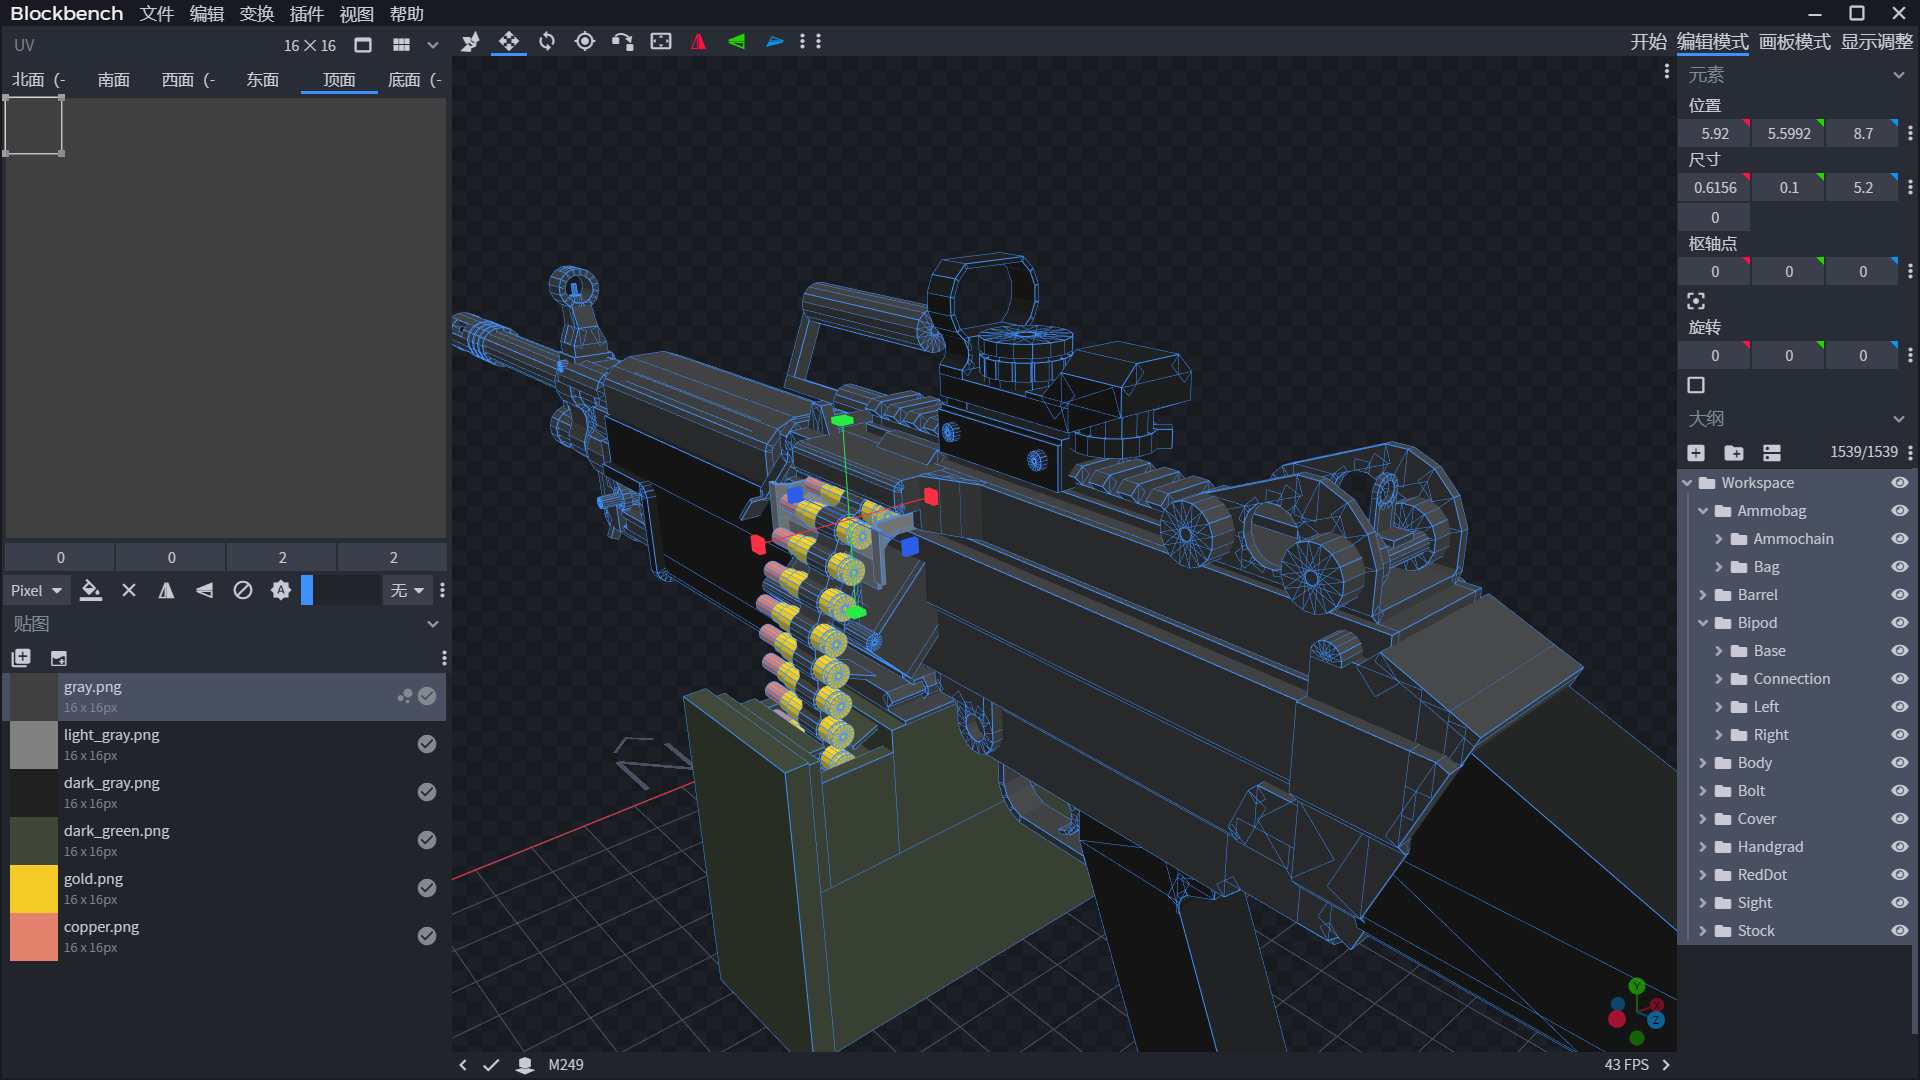 Blockbench 文件 编辑 变换 插件 视图 帮助
UV 16×16
开始 编辑模式 画板模式 显示调整
北面 (- 南面 西面 (- 东面 顶面 底面 (-
0 0 2 2
Pixel 无
贴图
gray.png
16 x 16px
light_gray.png
16 x 16px
dark_gray.png
16 x 16px
dark_green.png
16 x 16px
gold.png
16 x 16px
copper.png
16 x 16px
元素
位置
5.92 5.5992 8.7
尺寸
0.6156 0.1 5.2
0
枢轴点
0 0 0
旋转
0 0 0
大纲
1539/1539
Workspace
Ammobag
Ammochain
Bag
Barrel
Bipod
Base
Connection
Left
Right
Body
Bolt
Cover
Handgrad
RedDot
Sight
Stock
Y
X
Z
M249
43 FPS